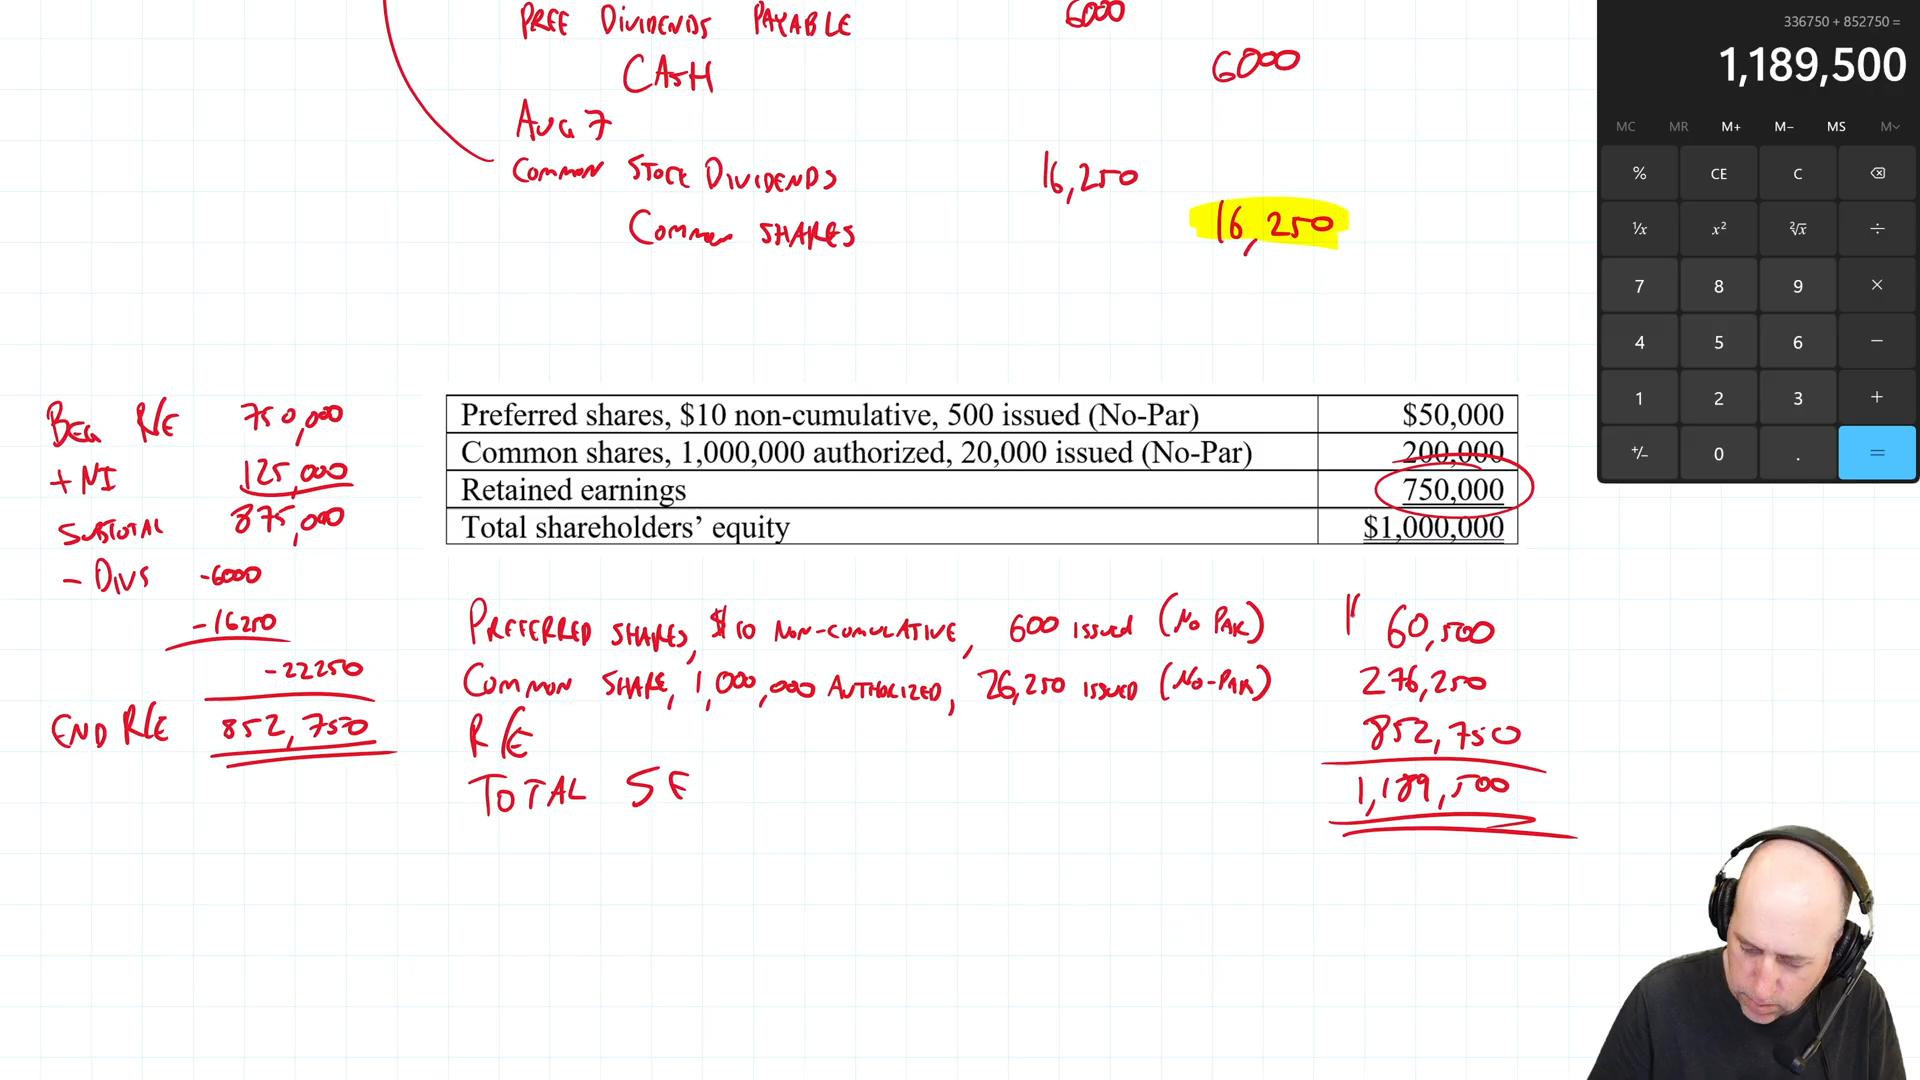 PREF DIVIDENDS PAYABLE 6000
CASH 6000
AUG 7
COMMON STOCK DIVIDENDS 16,250
COMMON SHARES 16,250
336750 + 852750 =
1,189,500
MC MR M+ M− MS M˅
% CE C ⌫
¹/x x² ²√x ÷
7 8 9 ×
4 5 6 −
1 2 3 +
+/− 0 . =
BEG R/E 750,000
+ NI 125,000
SUBTOTAL 875,000
- DIVS -6000
-16250
-22250
END R/E 852,750
Preferred shares, $10 non-cumulative, 500 issued (No-Par) $50,000
Common shares, 1,000,000 authorized, 20,000 issued (No-Par) 200,000
Retained earnings 750,000
Total shareholders’ equity $1,000,000
PREFERRED SHARES, $10 NON-CUMULATIVE, 600 ISSUED (NO PAR) 60,500
COMMON SHARE, 1,000,000 AUTHORIZED, 26,250 ISSUED (NO-PAR) 276,250
R/E 852,750
TOTAL SE 1,189,500